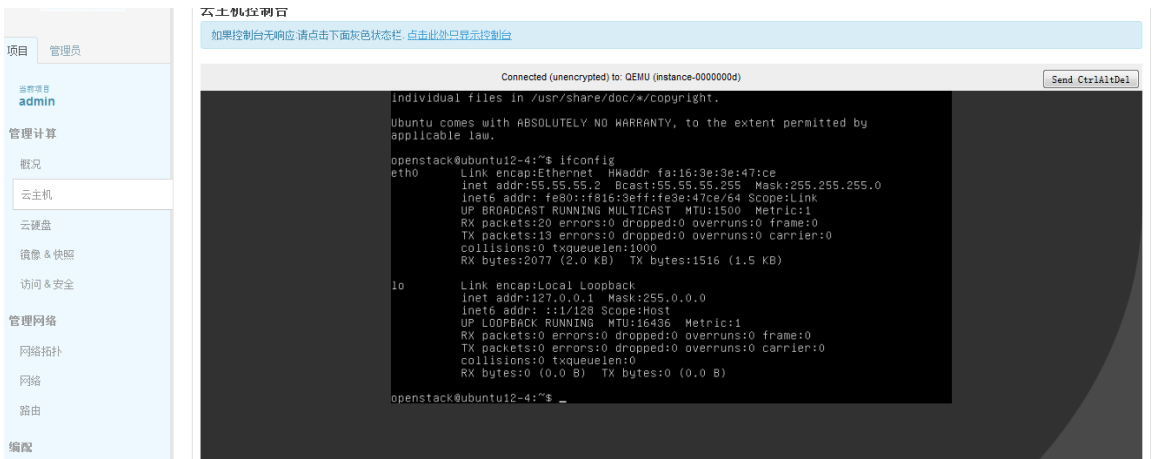 云主机控制台
如果控制台无响应:请点击下面灰色状态栏. 点击此处只显示控制台
项目 管理员
当前项目
admin
管理计算
概况
云主机
云硬盘
镜像 & 快照
访问 & 安全
管理网络
网络拓扑
网络
路由
编配
Connected (unencrypted) to: QEMU (instance-0000000d)
Send CtrlAltDel
individual files in /usr/share/doc/*/copyright.
Ubuntu comes with ABSOLUTELY NO WARRANTY, to the extent permitted by
applicable law.
openstack@ubuntu12-4:~$ ifconfig
eth0 Link encap:Ethernet HWaddr fa:16:3e:3e:47:ce
inet addr:55.55.55.2 Bcast:55.55.55.255 Mask:255.255.255.0
inet6 addr: fe80::f816:3eff:fe3e:47ce/64 Scope:Link
UP BROADCAST RUNNING MULTICAST MTU:1500 Metric:1
RX packets:20 errors:0 dropped:0 overruns:0 frame:0
TX packets:13 errors:0 dropped:0 overruns:0 carrier:0
collisions:0 txqueuelen:1000
RX bytes:2077 (2.0 KB) TX bytes:1516 (1.5 KB)
lo Link encap:Local Loopback
inet addr:127.0.0.1 Mask:255.0.0.0
inet6 addr: ::1/128 Scope:Host
UP LOOPBACK RUNNING MTU:16436 Metric:1
RX packets:0 errors:0 dropped:0 overruns:0 frame:0
TX packets:0 errors:0 dropped:0 overruns:0 carrier:0
collisions:0 txqueuelen:0
RX bytes:0 (0.0 B) TX bytes:0 (0.0 B)
openstack@ubuntu12-4:~$ _